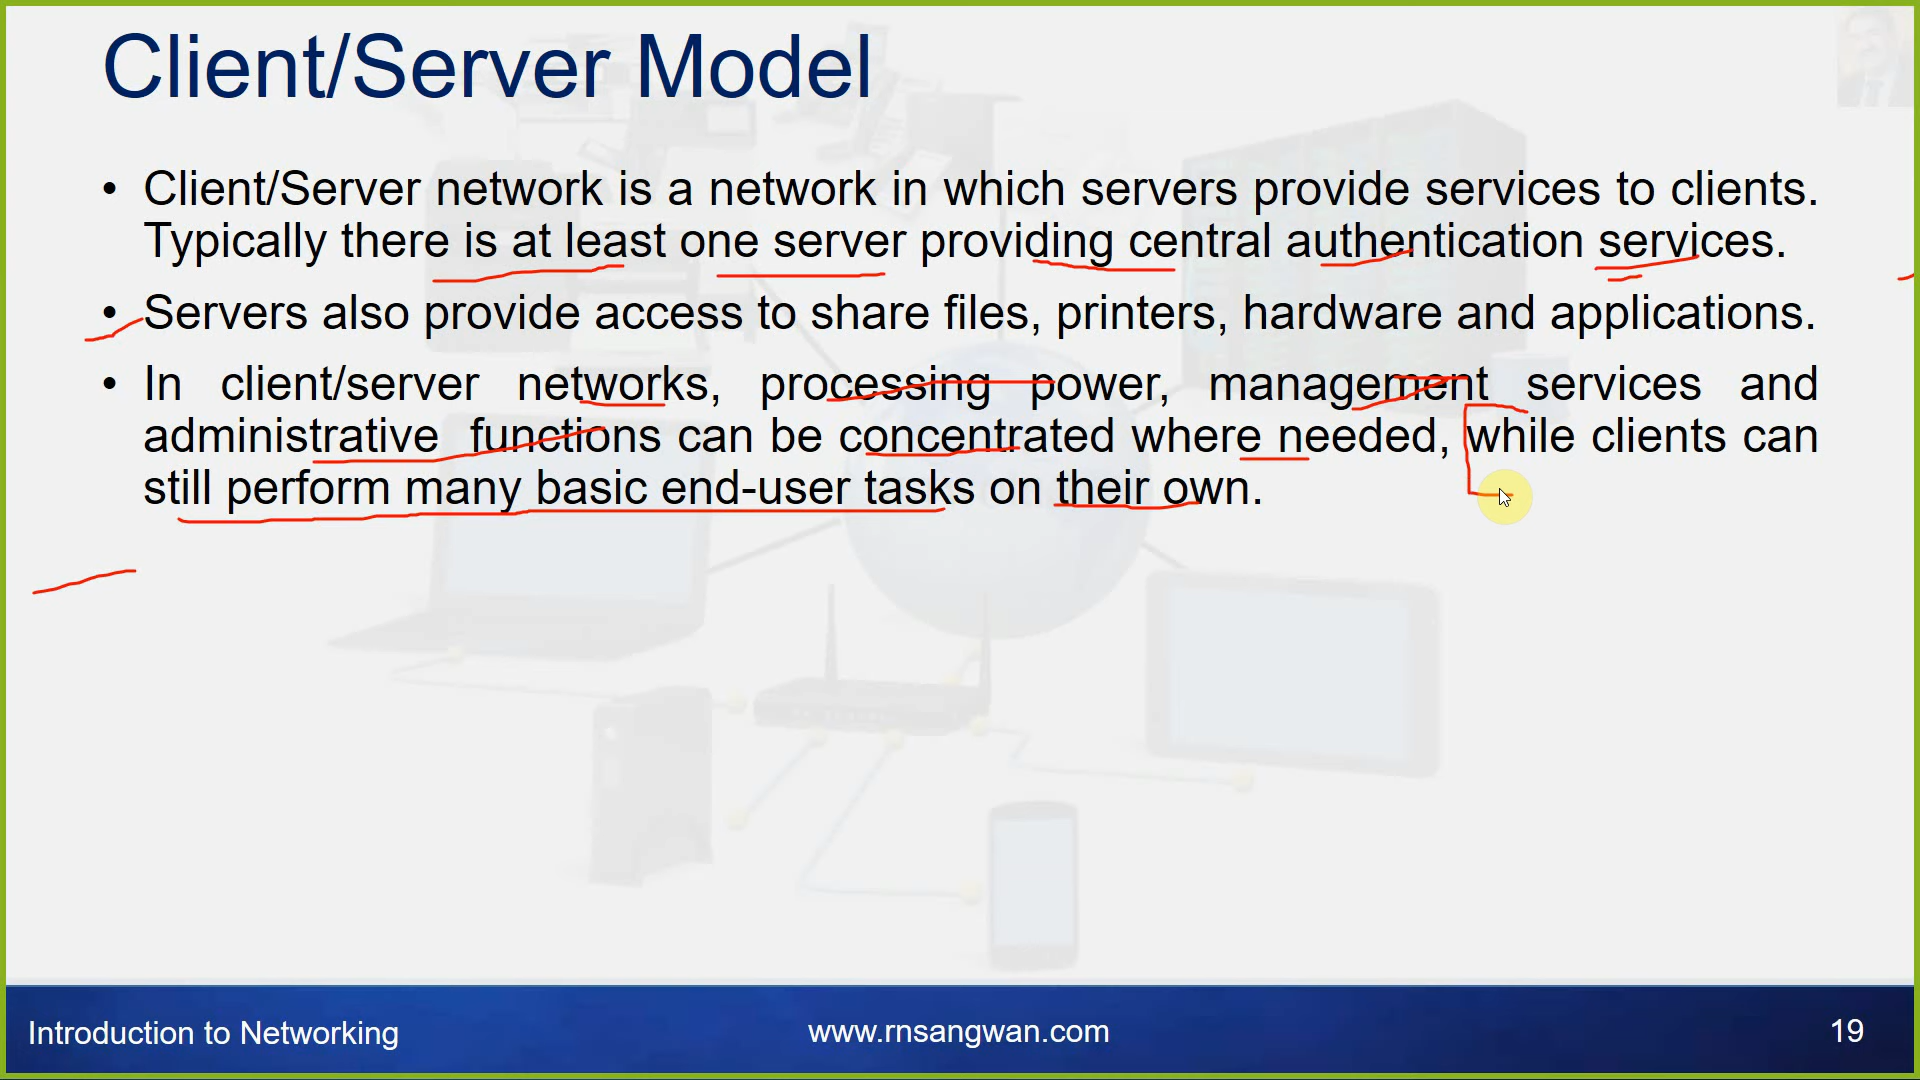 Client/Server Model
• Client/Server network is a network in which servers provide services to clients.
Typically there is at least one server providing central authentication services.
• Servers also provide access to share files, printers, hardware and applications.
• In client/server networks, processing power, management services and
administrative functions can be concentrated where needed, while clients can
still perform many basic end-user tasks on their own.
Introduction to Networking
www.rnsangwan.com
19